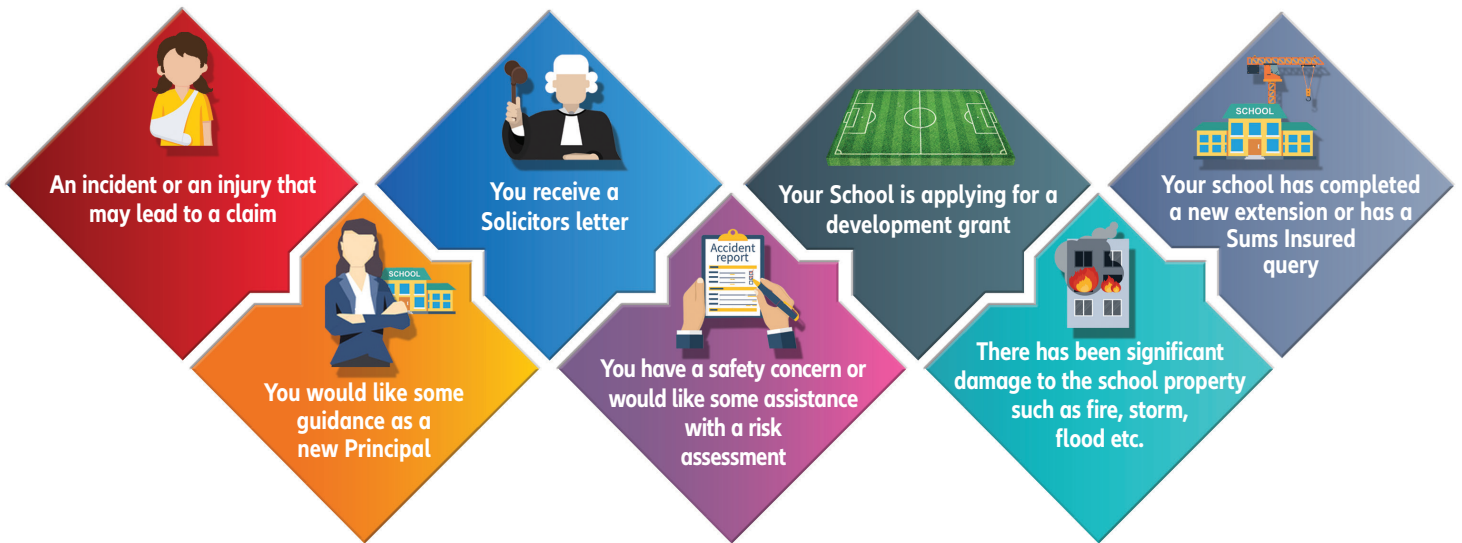 An incident or an injury that
may lead to a claim
SCHOOL
You would like some
guidance as a
new Principal
You receive a
Solicitors letter
Accident
report
You have a safety concern or
would like some assistance
with a risk
assessment
Your School is applying for a
development grant
There has been significant
damage to the school property
such as fire, storm,
flood etc.
SCHOOL
Your school has completed
a new extension or has a
Sums Insured
query